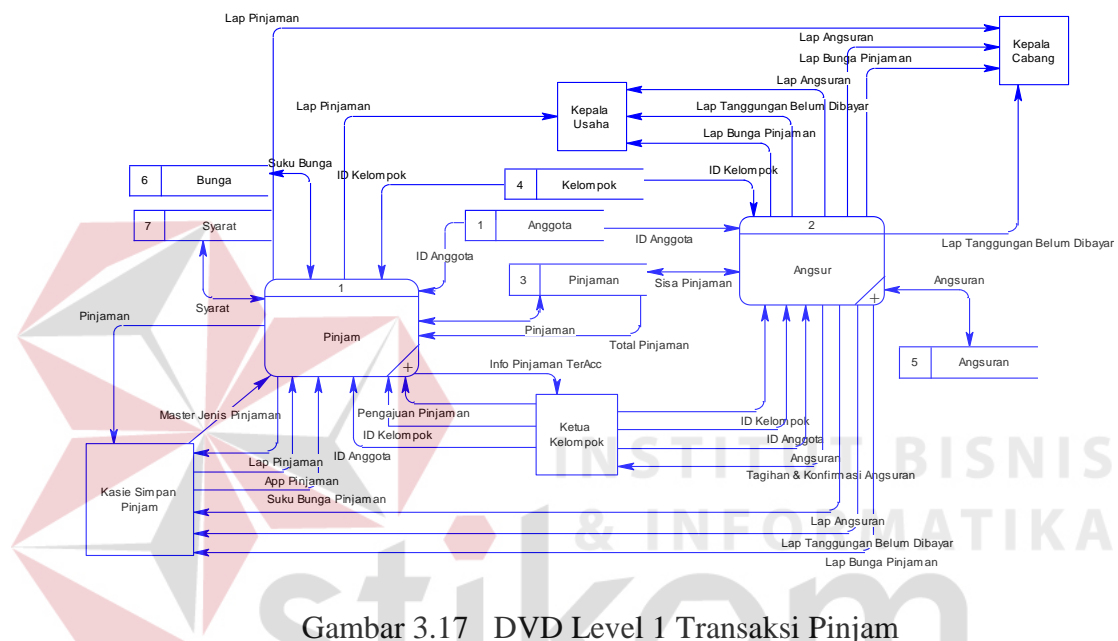 Lap Pinjaman
Lap Angsuran
Kepala
Cabang
Lap Bunga Pinjaman
Lap Angsuran
Lap Pinjaman
Kepala
Usaha
Lap Tanggungan Belum Dibayar
Lap Bunga Pinjaman
Suku Bunga
ID Kelompok
ID Kelompok
6 Bunga
4 Kelompok
7 Syarat
1 Anggota
2
ID Anggota
Lap Tanggungan Belum Dibayar
ID Anggota
Angsur
3 Pinjaman
Sisa Pinjaman
Angsuran
1
Syarat
Pinjaman
Pinjaman
Pinjam
Total Pinjaman
+
+
5 Angsuran
Info Pinjaman TerAcc
Master Jenis Pinjaman
Pengajuan Pinjaman
ID Kelompok
ID Anggota
Ketua
Kelompok
ID Kelompok
ID Anggota
Angsuran
Tagihan & Konfirmasi Angsuran
Lap Pinjaman
App Pinjaman
Suku Bunga Pinjaman
Kasie Simpan
Pinjam
Lap Angsuran
Lap Tanggungan Belum Dibayar
Lap Bunga Pinjaman
INSTITUT BISNIS
& INFORMATIKA
stikom
Gambar 3.17 DVD Level 1 Transaksi Pinjam